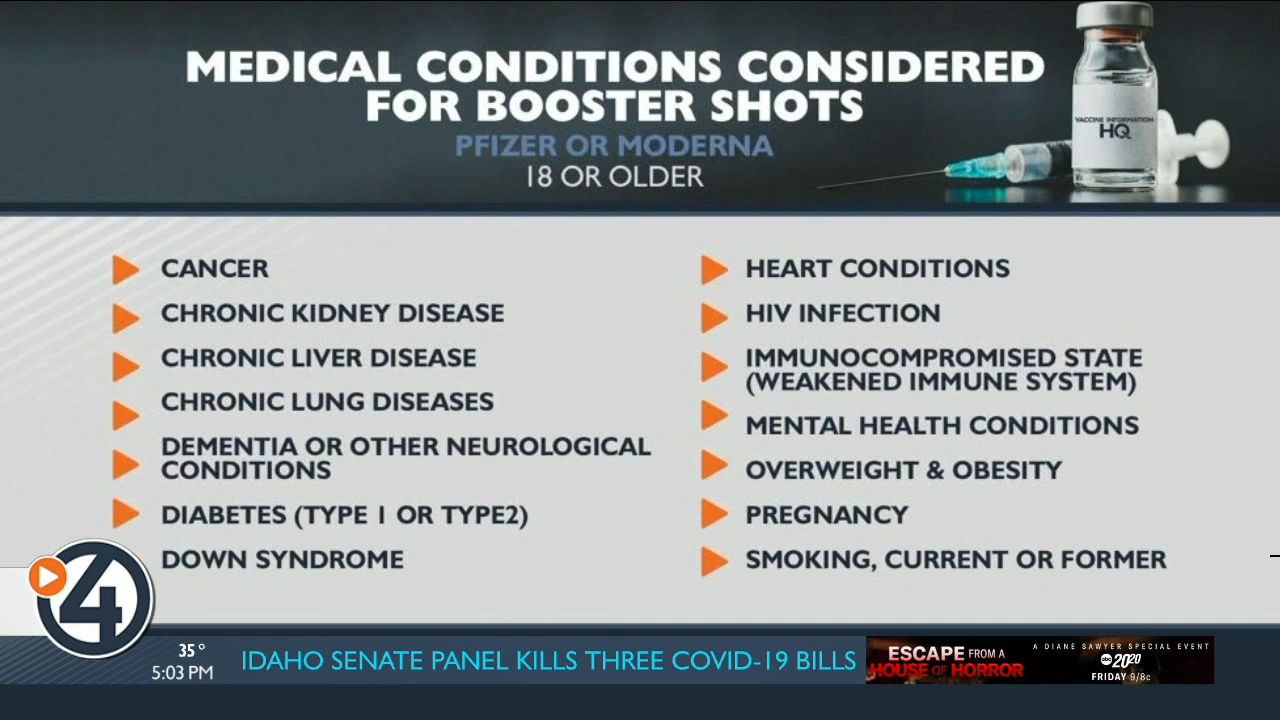 MEDICAL CONDITIONS CONSIDERED
FOR BOOSTER SHOTS
PFIZER OR MODERNA
18 OR OLDER
VACCINE INFORMATION
HQ
CANCER
CHRONIC KIDNEY DISEASE
CHRONIC LIVER DISEASE
CHRONIC LUNG DISEASES
DEMENTIA OR OTHER NEUROLOGICAL
CONDITIONS
DIABETES (TYPE 1 OR TYPE2)
DOWN SYNDROME
HEART CONDITIONS
HIV INFECTION
IMMUNOCOMPROMISED STATE
(WEAKENED IMMUNE SYSTEM)
MENTAL HEALTH CONDITIONS
OVERWEIGHT & OBESITY
PREGNANCY
SMOKING, CURRENT OR FORMER
4
35°
5:03 PM
IDAHO SENATE PANEL KILLS THREE COVID-19 BILLS
ESCAPE FROM A
HOUSE OF HORROR
A DIANE SAWYER SPECIAL EVENT
abc 2020
FRIDAY 9/8c